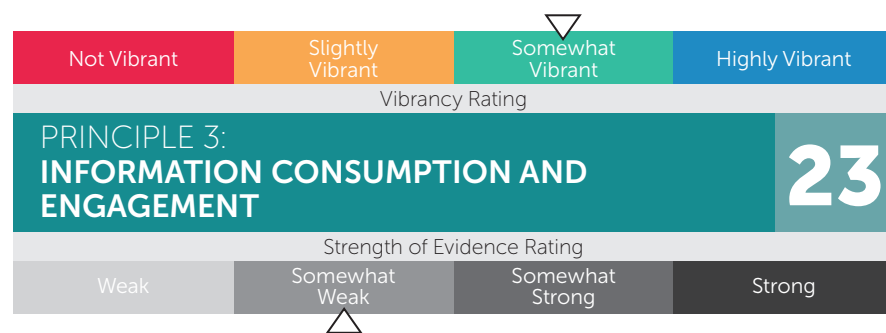 Not Vibrant
Slightly
Vibrant
Somewhat
Vibrant
Highly Vibrant
Vibrancy Rating
PRINCIPLE 3:
INFORMATION CONSUMPTION AND
ENGAGEMENT
23
Strength of Evidence Rating
Weak
Somewhat
Weak
Somewhat
Strong
Strong